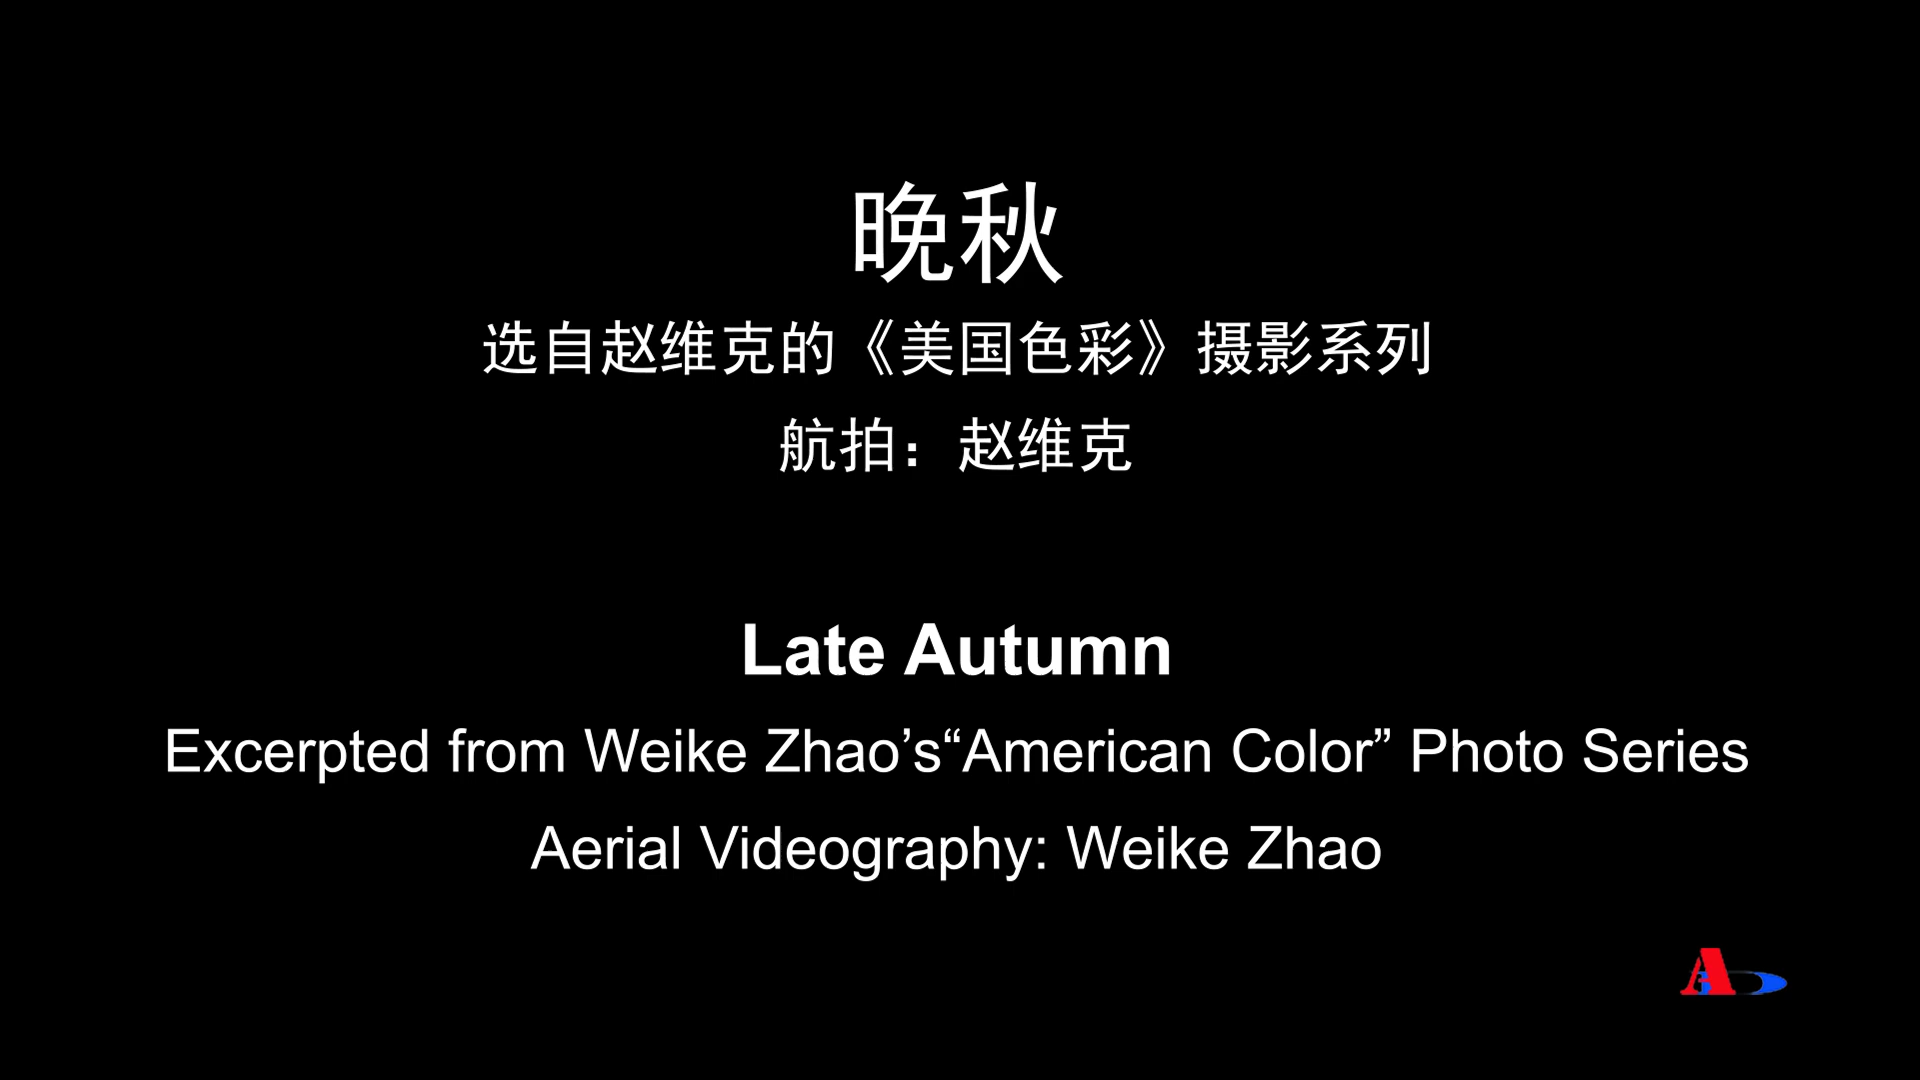 晚秋
选自赵维克的《美国色彩》摄影系列
航拍：赵维克
Late Autumn
Excerpted from Weike Zhao’s“American Color” Photo Series
Aerial Videography: Weike Zhao
AD